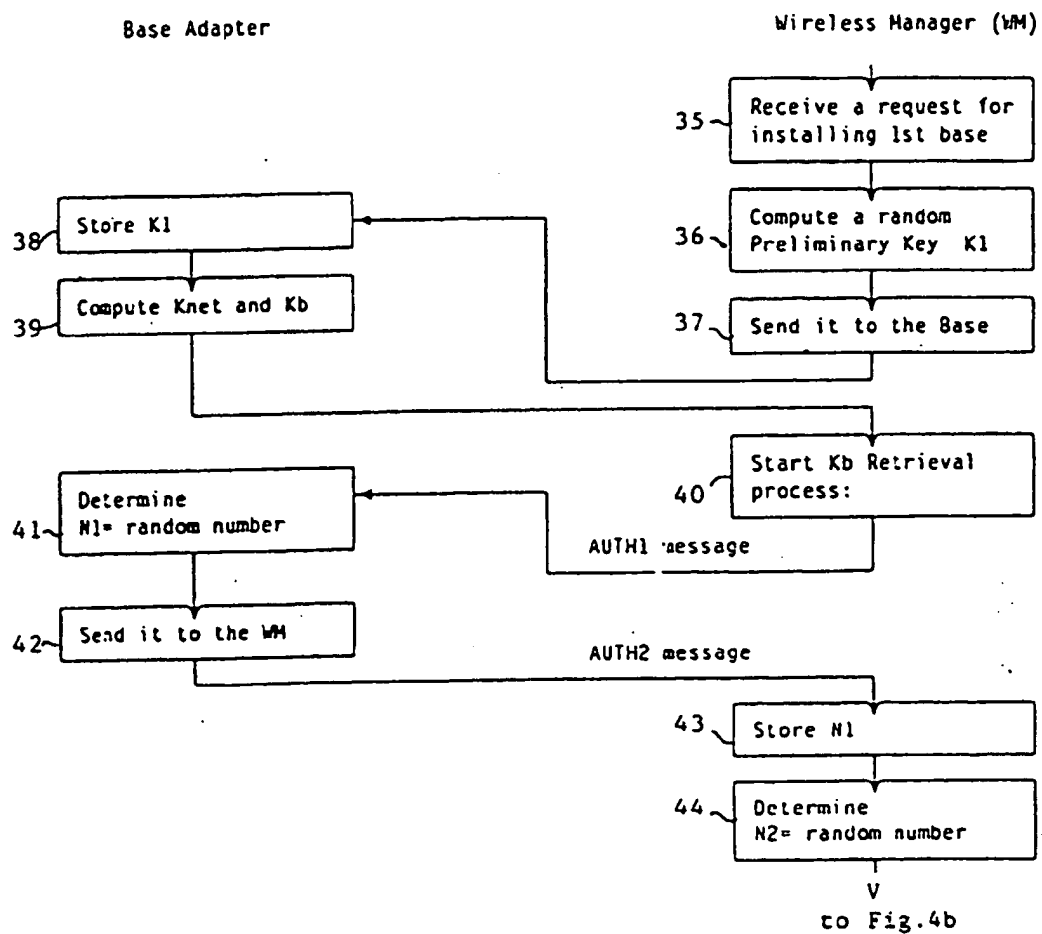 Base Adapter
Wireless Manager (WM)
35
Receive a request for
installing 1st base
36
Compute a random
Preliminary Key K1
37
Send it to the Base
38
Store K1
39
Compute Knet and Kb
40
Start Kb Retrieval
process:
AUTH1 message
41
Determine
N1= random number
42
Send it to the WM
AUTH2 message
43
Store N1
44
Determine
N2= random number
V
to Fig.4b